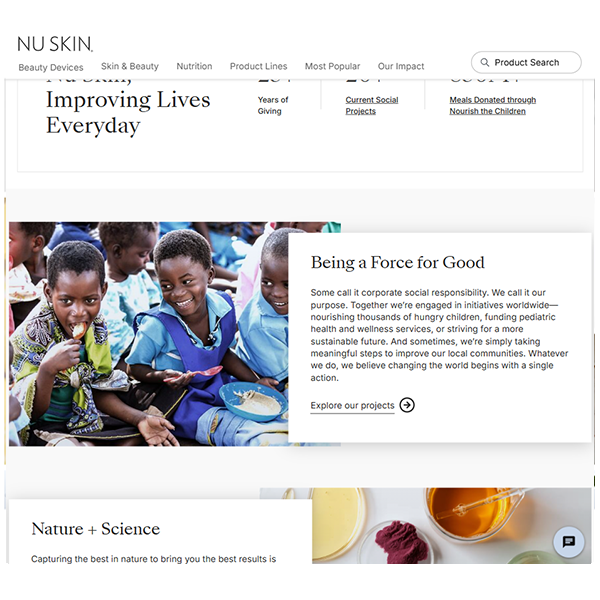 NU SKIN
Beauty Devices
Skin & Beauty
Nutrition
Product Lines
Most Popular
Our Impact
Product Search
Nu Skin,
Improving Lives
Everyday
Years of
Giving
Current Social
Projects
Meals Donated through
Nourish the Children
Being a Force for Good
Some call it corporate social responsibility. We call it our
purpose. Together we're engaged in initiatives worldwide—
nourishing thousands of hungry children, funding pediatric
health and wellness services, or striving for a more
sustainable future. And sometimes, we're simply taking
meaningful steps to improve our local communities. Whatever
we do, we believe changing the world begins with a single
action.
Explore our projects
Nature + Science
Capturing the best in nature to bring you the best results is